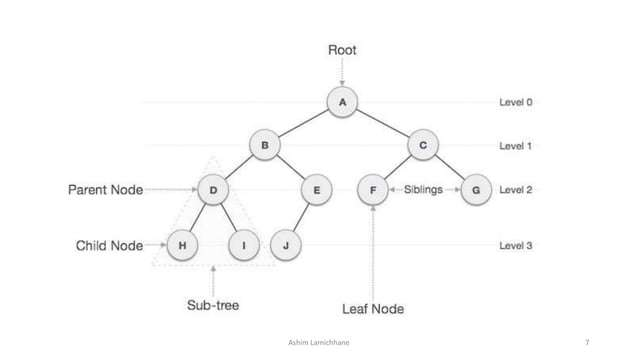 Root
A
Level 0
B
C
Level 1
Parent Node
D
E
F
Siblings
G
Level 2
Child Node
H
I
J
Level 3
Sub-tree
Leaf Node
Ashim Lamichhane
7